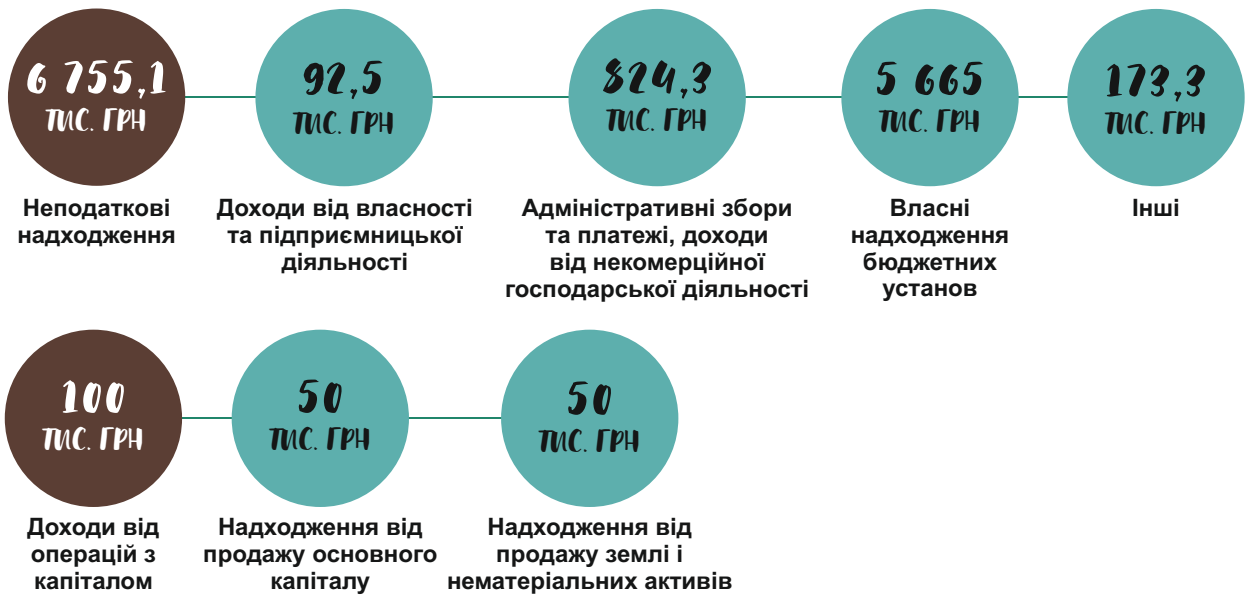 6 755,1
ТИС. ГРН
Неподаткові
надходження
92,5
ТИС. ГРН
Доходи від власності
та підприємницької
діяльності
824,3
ТИС. ГРН
Адміністративні збори
та платежі, доходи
від некомерційної
господарської діяльності
5 665
ТИС. ГРН
Власні
надходження
бюджетних
установ
173,3
ТИС. ГРН
Інші
100
ТИС. ГРН
Доходи від
операцій з
капіталом
50
ТИС. ГРН
Надходження від
продажу основного
капіталу
50
ТИС. ГРН
Надходження від
продажу землі і
нематеріальних активів